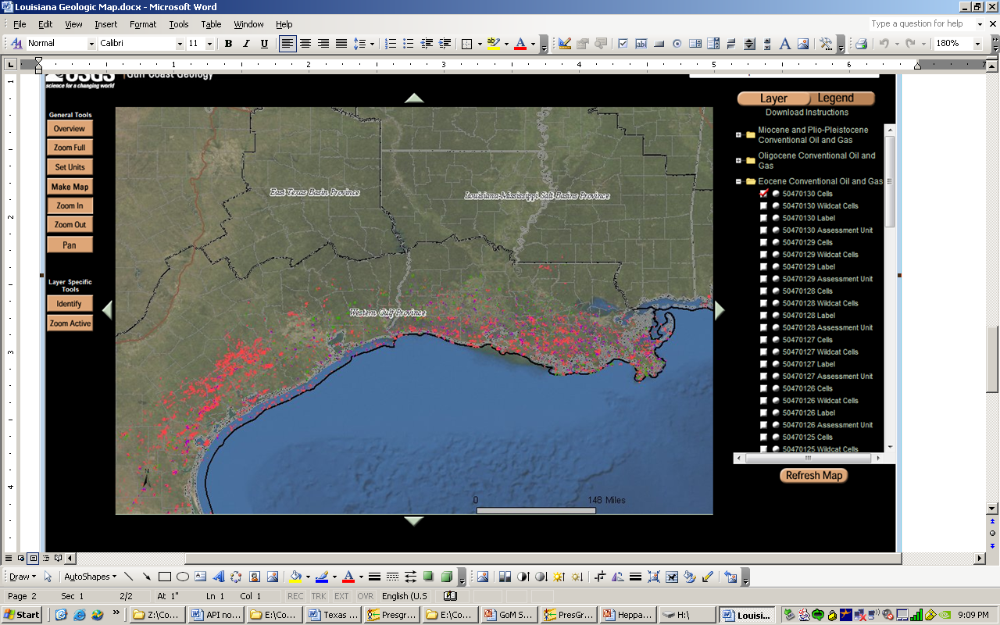 Louisiana Geologic Map.docx - Microsoft Word
File Edit View Insert Format Tools Table Window Help
Type a question for help
Normal Calibri 11 B I U 180%
1 2 3 4 5 6 7
USGS Gulf Coast Geology
science for a changing world
General Tools
Overview
Zoom Full
Set Units
Make Map
Zoom In
Zoom Out
Pan
Layer Specific
Tools
Identify
Zoom Active
East Texas Basin Province
Louisiana-Mississippi Salt Basins Province
Western Gulf Province
N
0 148 Miles
Layer Legend
Download Instructions
Miocene and Plio-Pleistocene
Conventional Oil and Gas
Oligocene Conventional Oil and
Gas
Eocene Conventional Oil and Gas
50470130 Cells
50470130 Wildcat Cells
50470130 Label
50470130 Assessment Unit
50470129 Cells
50470129 Wildcat Cells
50470129 Label
50470129 Assessment Unit
50470128 Cells
50470128 Wildcat Cells
50470128 Label
50470128 Assessment Unit
50470127 Cells
50470127 Wildcat Cells
50470127 Label
50470127 Assessment Unit
50470126 Cells
50470126 Wildcat Cells
50470126 Label
50470126 Assessment Unit
50470125 Cells
50470125 Wildcat Cells
Refresh Map
1
2
3
4
Draw AutoShapes
Page 2 Sec 1 2/2 At 1" Ln 1 Col 1 REC TRK EXT OVR English (U.S
Start Z:\Co... API no... E:\Co... Texas ... Presgr... E:\Co... GoM S... PresGr... Heppa... H:\ Louisi... 9:09 PM